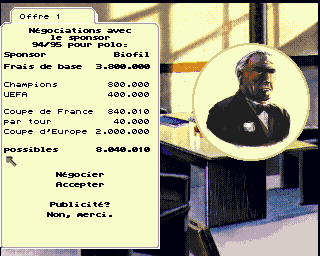 Offre 1
Négociations avec
le sponsor
94/95 pour polo:
Sponsor Biofil
Frais de base 3.800.000
Champions 800.000
UEFA 400.000
Coupe de France 840.010
par tour 40.000
Coupe d'Europe 2.000.000
possibles 8.040.010
Négocier
Accepter
Publicité?
Non, merci.